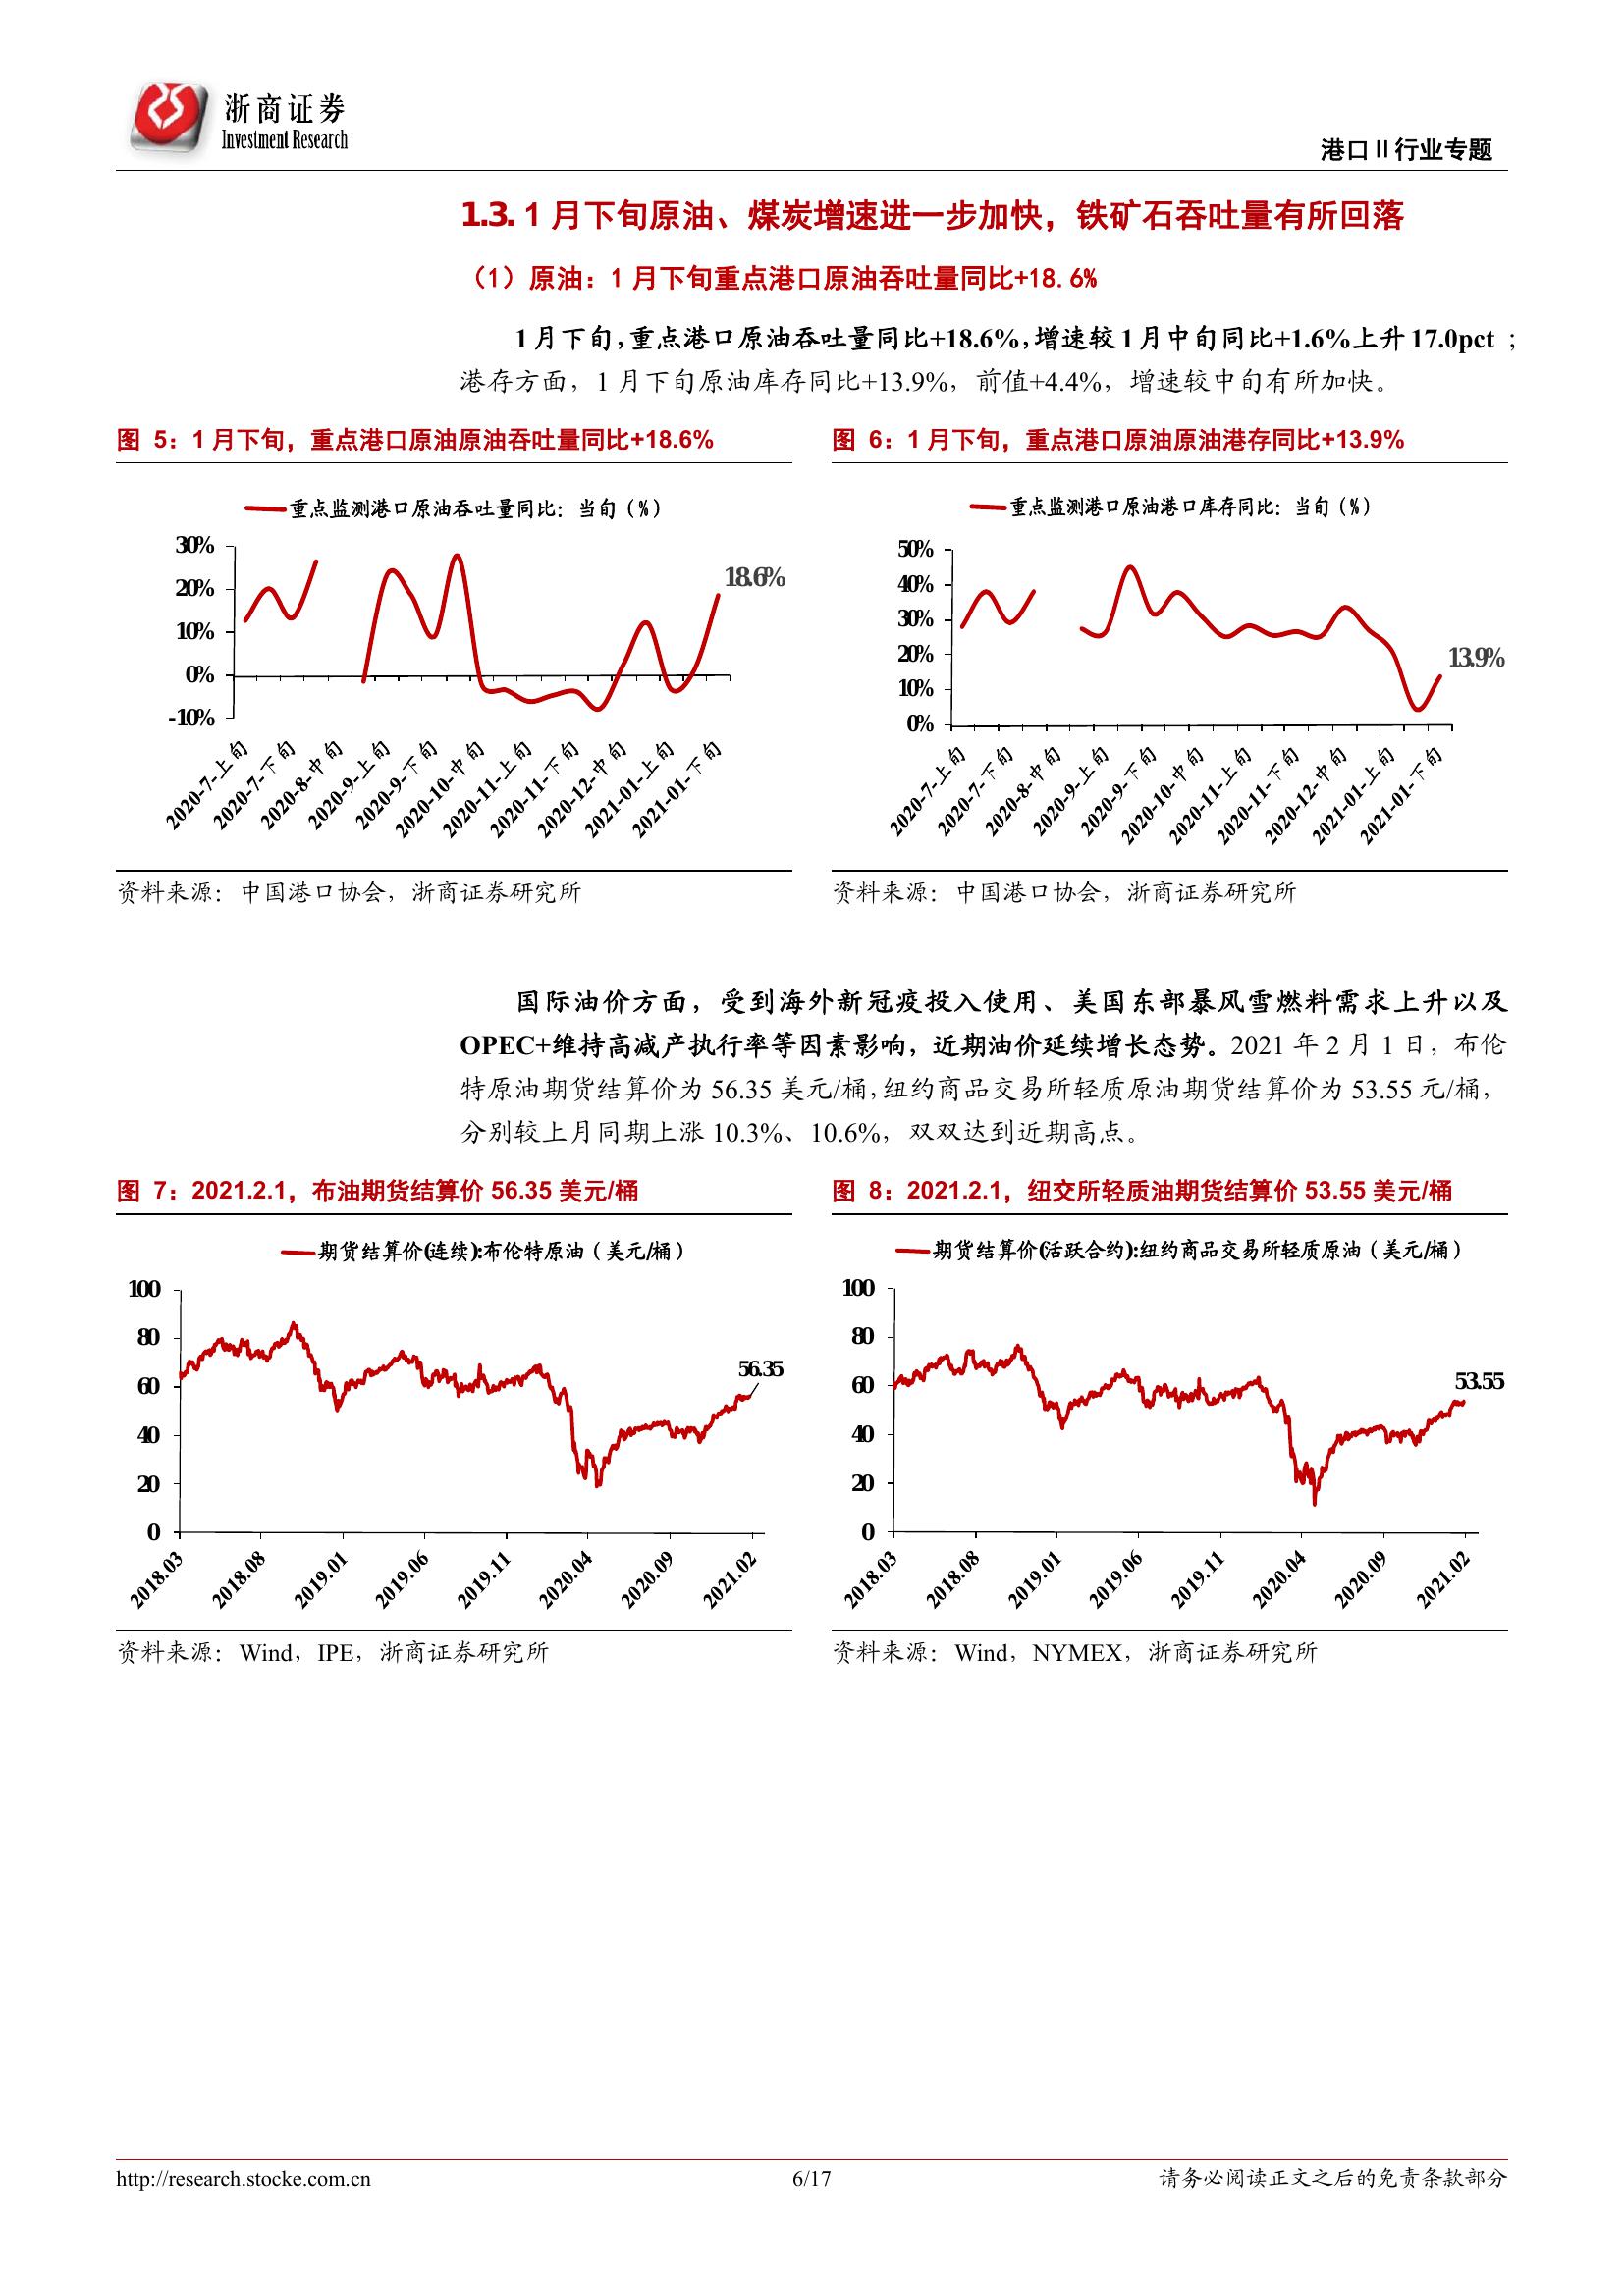 浙商证券
Investment Research
港口Ⅱ行业专题
1.3. 1 月下旬原油、煤炭增速进一步加快，铁矿石吞吐量有所回落
（1）原油：1 月下旬重点港口原油吞吐量同比+18.6%
1 月下旬，重点港口原油吞吐量同比+18.6%，增速较 1 月中旬同比+1.6%上升 17.0pct ；
港存方面，1 月下旬原油库存同比+13.9%，前值+4.4%，增速较中旬有所加快。
图 5：1 月下旬，重点港口原油原油吞吐量同比+18.6%
重点监测港口原油吞吐量同比：当旬（%）
30%
20%
10%
0%
-10%
18.6%
2020-7-上旬
2020-7-下旬
2020-8-中旬
2020-9-上旬
2020-9-下旬
2020-10-中旬
2020-11-上旬
2020-11-下旬
2020-12-中旬
2021-01-上旬
2021-01-下旬
资料来源：中国港口协会，浙商证券研究所
图 6：1 月下旬，重点港口原油原油港存同比+13.9%
重点监测港口原油港口库存同比：当旬（%）
50%
40%
30%
20%
10%
0%
13.9%
2020-7-上旬
2020-7-下旬
2020-8-中旬
2020-9-上旬
2020-9-下旬
2020-10-中旬
2020-11-上旬
2020-11-下旬
2020-12-中旬
2021-01-上旬
2021-01-下旬
资料来源：中国港口协会，浙商证券研究所
国际油价方面，受到海外新冠疫投入使用、美国东部暴风雪燃料需求上升以及
OPEC+维持高减产执行率等因素影响，近期油价延续增长态势。2021 年 2 月 1 日，布伦
特原油期货结算价为 56.35 美元/桶，纽约商品交易所轻质原油期货结算价为 53.55 元/桶，
分别较上月同期上涨 10.3%、10.6%，双双达到近期高点。
图 7：2021.2.1，布油期货结算价 56.35 美元/桶
期货结算价(连续):布伦特原油（美元/桶）
100
80
60
40
20
0
56.35
2018.03
2018.08
2019.01
2019.06
2019.11
2020.04
2020.09
2021.02
资料来源：Wind，IPE，浙商证券研究所
图 8：2021.2.1，纽交所轻质油期货结算价 53.55 美元/桶
期货结算价(活跃合约):纽约商品交易所轻质原油（美元/桶）
100
80
60
40
20
0
53.55
2018.03
2018.08
2019.01
2019.06
2019.11
2020.04
2020.09
2021.02
资料来源：Wind，NYMEX，浙商证券研究所
http://research.stocke.com.cn
6/17
请务必阅读正文之后的免责条款部分